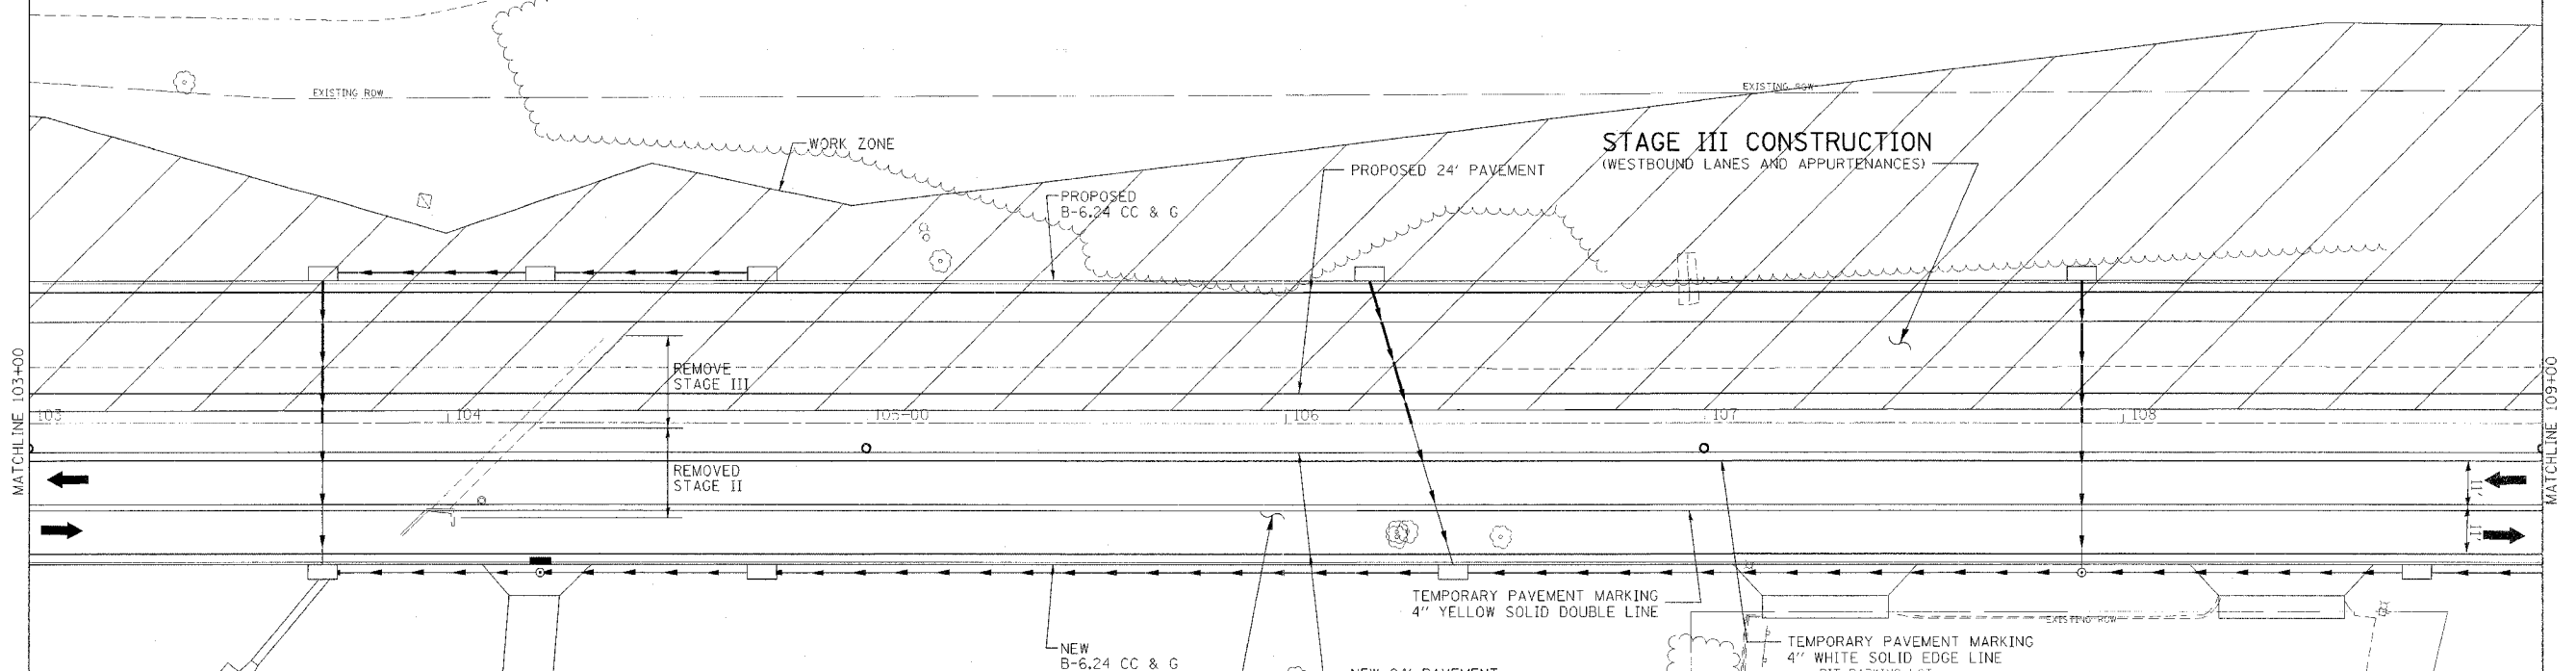 EXISTING ROW
EXISTING ROW
WORK ZONE
STAGE III CONSTRUCTION
(WESTBOUND LANES AND APPURTENANCES)
PROPOSED 24' PAVEMENT
PROPOSED
B-6.24 CC & G
REMOVE
STAGE III
MATCHLINE 103+00
MATCHLINE 109+00
103
104
105+00
106
107
108
REMOVED
STAGE II
11'
11'
TEMPORARY PAVEMENT MARKING
4" YELLOW SOLID DOUBLE LINE
EXISTING ROW
TEMPORARY PAVEMENT MARKING
4" WHITE SOLID EDGE LINE
NEW
B-6.24 CC & G
NEW 24' PAVEMENT